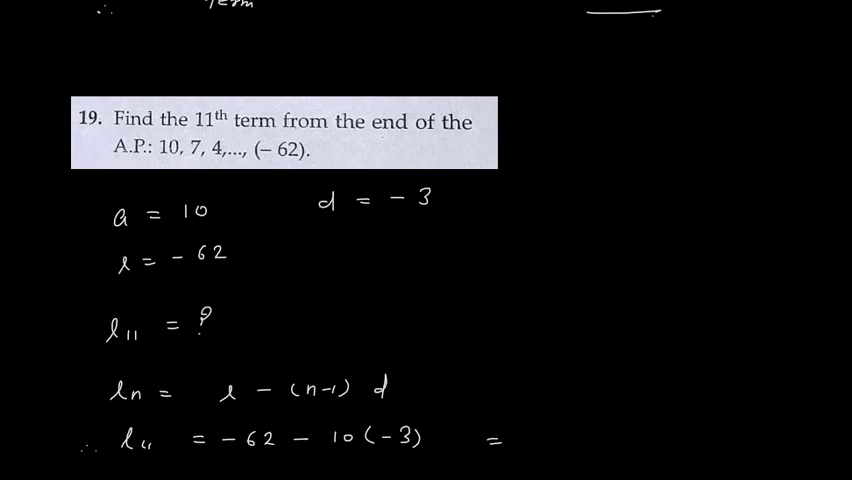 ∴ Term
19. Find the 11th term from the end of the
A.P.: 10, 7, 4,..., (– 62).
a = 10 d = - 3
l = - 62
l11 = ?
ln = l - (n-1) d
∴ l11 = - 62 - 10 (-3) =